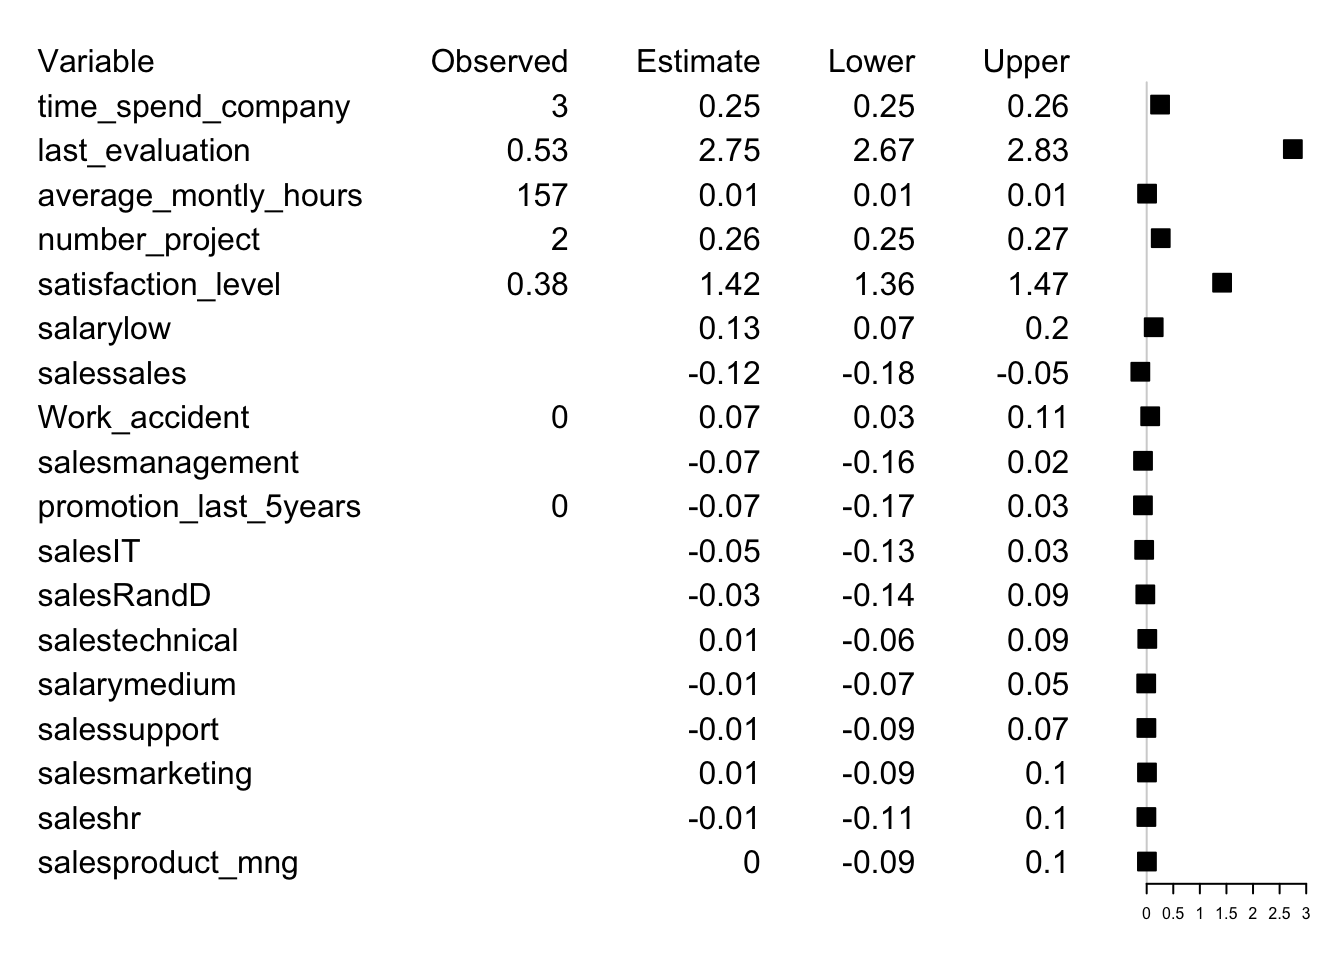 Variable Observed Estimate Lower Upper
time_spend_company 3 0.25 0.25 0.26
last_evaluation 0.53 2.75 2.67 2.83
average_montly_hours 157 0.01 0.01 0.01
number_project 2 0.26 0.25 0.27
satisfaction_level 0.38 1.42 1.36 1.47
salarylow 0.13 0.07 0.2
salessales -0.12 -0.18 -0.05
Work_accident 0 0.07 0.03 0.11
salesmanagement -0.07 -0.16 0.02
promotion_last_5years 0 -0.07 -0.17 0.03
salesIT -0.05 -0.13 0.03
salesRandD -0.03 -0.14 0.09
salestechnical 0.01 -0.06 0.09
salarymedium -0.01 -0.07 0.05
salessupport -0.01 -0.09 0.07
salesmarketing 0.01 -0.09 0.1
saleshr -0.01 -0.11 0.1
salesproduct_mng 0 -0.09 0.1
0 0.5 1 1.5 2 2.5 3